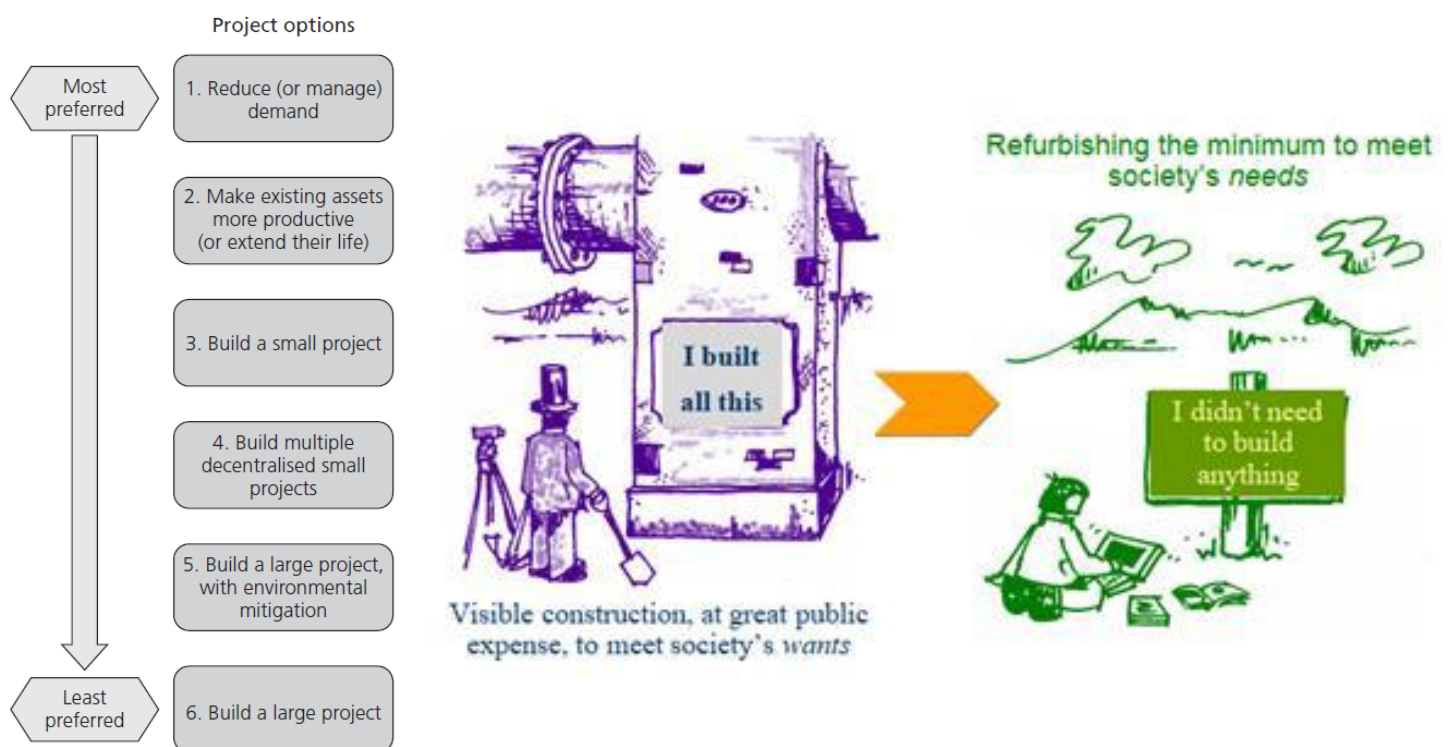 Project options
Most
preferred
1. Reduce (or manage)
demand
2. Make existing assets
more productive
(or extend their life)
3. Build a small project
4. Build multiple
decentralised small
projects
5. Build a large project,
with environmental
mitigation
Least
preferred
6. Build a large project
I built
all this
Visible construction, at great public
expense, to meet society's wants
Refurbishing the minimum to meet
society's needs
I didn't need
to build
anything